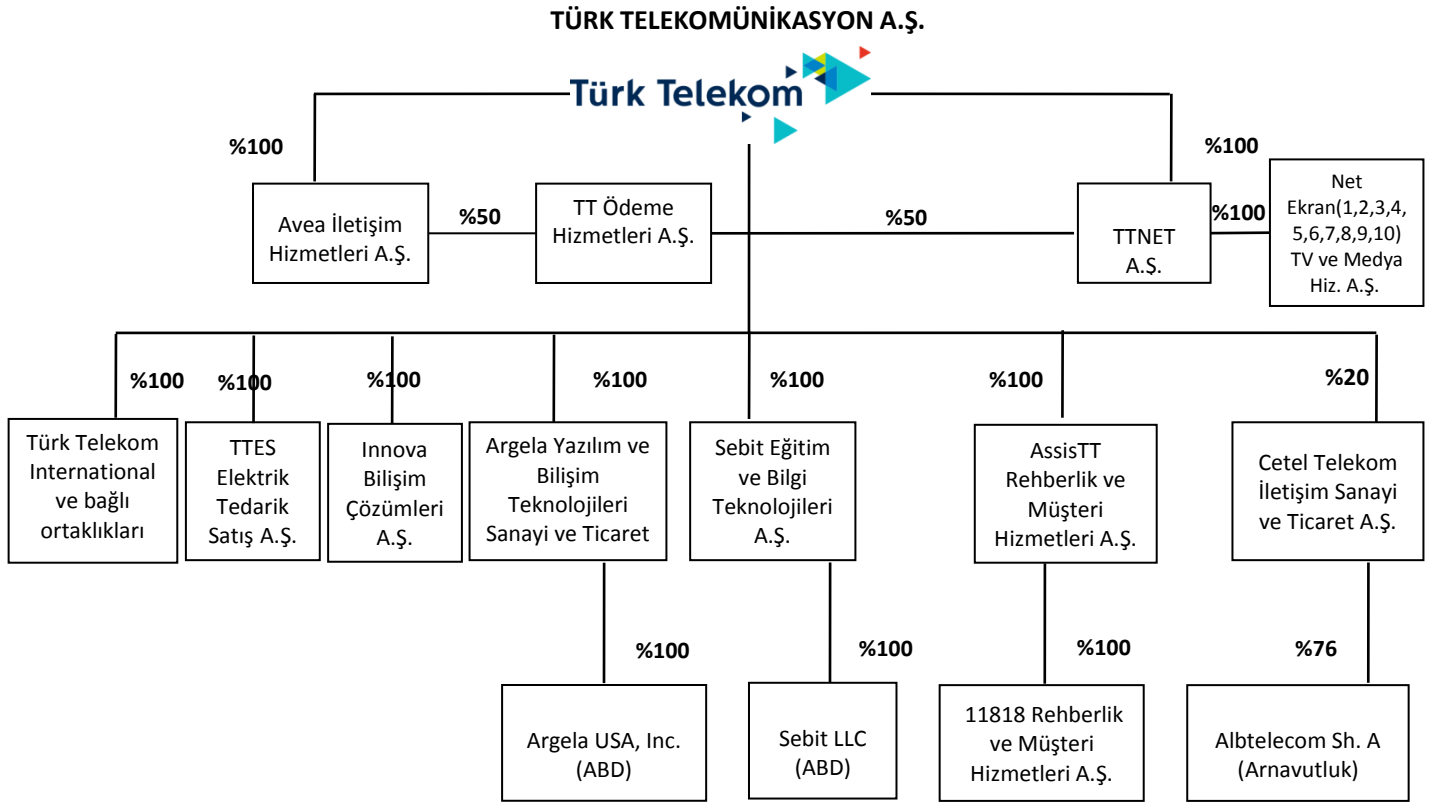 TÜRK TELEKOMÜNİKASYON A.Ş.
Türk Telekom
%100
%100
Avea İletişim
Hizmetleri A.Ş.
%50
TT Ödeme
Hizmetleri A.Ş.
%50
TTNET
A.Ş.
%100
Net
Ekran(1,2,3,4,
5,6,7,8,9,10)
TV ve Medya
Hiz. A.Ş.
%100
%100
%100
%100
%100
%100
%20
Türk Telekom
International
ve bağlı
ortaklıkları
TTES
Elektrik
Tedarik
Satış A.Ş.
Innova
Bilişim
Çözümleri
A.Ş.
Argela Yazılım ve
Bilişim
Teknolojileri
Sanayi ve Ticaret
Sebit Eğitim
ve Bilgi
Teknolojileri
A.Ş.
AssisTT
Rehberlik ve
Müşteri
Hizmetleri A.Ş.
Cetel Telekom
İletişim Sanayi
ve Ticaret A.Ş.
%100
%100
%100
%76
Argela USA, Inc.
(ABD)
Sebit LLC
(ABD)
11818 Rehberlik
ve Müşteri
Hizmetleri A.Ş.
Albtelecom Sh. A
(Arnavutluk)